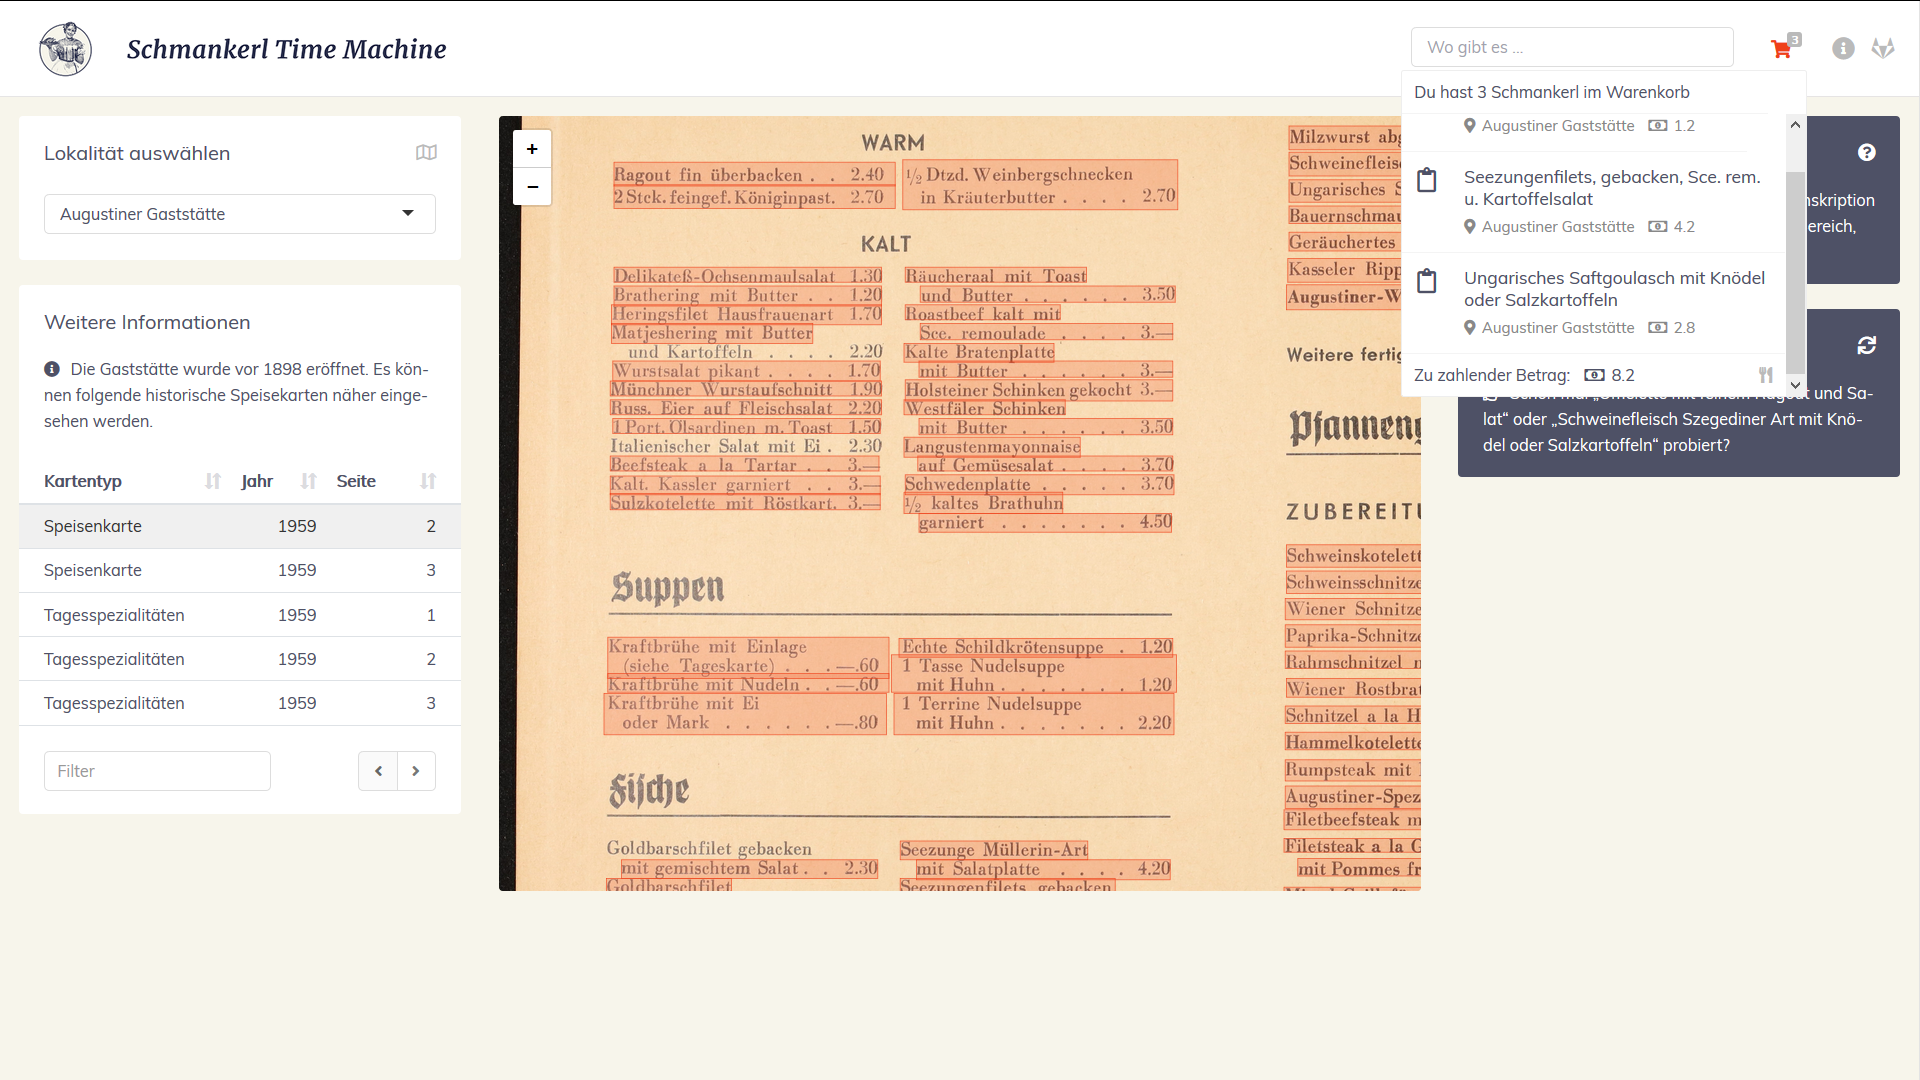 Schmankerl Time Machine
Wo gibt es ...
3
Du hast 3 Schmankerl im Warenkorb
Augustiner Gaststätte 1.2
Seezungenfilets, gebacken, Sce. rem.
u. Kartoffelsalat
Augustiner Gaststätte 4.2
Ungarisches Saftgoulasch mit Knödel
oder Salzkartoffeln
Augustiner Gaststätte 2.8
Zu zahlender Betrag: 8.2
Lokalität auswählen
Augustiner Gaststätte
Weitere Informationen
Die Gaststätte wurde vor 1898 eröffnet. Es kön-
nen folgende historische Speisekarten näher einge-
sehen werden.
Kartentyp Jahr Seite
Speisenkarte 1959 2
Speisenkarte 1959 3
Tagesspezialitäten 1959 1
Tagesspezialitäten 1959 2
Tagesspezialitäten 1959 3
Filter
+
−
WARM
Ragout fin überbacken . . 2.40
2 Stck. feingef. Königinpast. 2.70
1/2 Dtzd. Weinbergschnecken
in Kräuterbutter . . . . 2.70
KALT
Delikateß-Ochsenmaulsalat 1.30
Brathering mit Butter . . 1.20
Heringsfilet Hausfrauenart 1.70
Matjeshering mit Butter
und Kartoffeln . . . . 2.20
Wurstsalat pikant . . . . 1.70
Münchner Wurstaufschnitt 1.90
Russ. Eier auf Fleischsalat 2.20
1 Port. Ölsardinen m. Toast 1.50
Italienischer Salat mit Ei . 2.30
Beefsteak a la Tartar . . 3.—
Kalt. Kassler garniert . . 3.—
Sulzkotelette mit Röstkart. 3.—
Räucheraal mit Toast
und Butter . . . . . . 3.50
Roastbeef kalt mit
Sce. remoulade . . . . 3.—
Kalte Bratenplatte
mit Butter . . . . . . 3.—
Holsteiner Schinken gekocht 3.—
Westfäler Schinken
mit Butter . . . . . . 3.50
Langustenmayonnaise
auf Gemüsesalat . . . . 3.70
Schwedenplatte . . . . . 3.70
1/2 kaltes Brathuhn
garniert . . . . . . . 4.50
Suppen
Kraftbrühe mit Einlage
(siehe Tageskarte) . . . —.60
Kraftbrühe mit Nudeln . . —.60
Kraftbrühe mit Ei
oder Mark . . . . . . —.80
Echte Schildkrötensuppe . 1.20
1 Tasse Nudelsuppe
mit Huhn . . . . . . . 1.20
1 Terrine Nudelsuppe
mit Huhn . . . . . . . 2.20
Fische
Goldbarschfilet gebacken
mit gemischtem Salat . . 2.30
Goldbarschfilet
Seezunge Müllerin-Art
mit Salatplatte . . . . 4.20
Seezungenfilets gebacken
Milzwurst abg
Schweinefleis
Ungarisches S
Bauernschmau
Geräuchertes
Kasseler Ripp
Augustiner-W
Weitere fertig
Pfanneng
ZUBEREITU
Schweinskotelett
Schweinsschnitze
Wiener Schnitze
Paprika-Schnitze
Rahmschnitzel m
Wiener Rostbrat
Schnitzel a la H
Hammelkotelette
Rumpsteak mit
Augustiner-Spez
Filetbeefsteak m
Filetsteak a la G
mit Pommes fr
nskription
ereich,
und Sa-
lat“ oder „Schweinefleisch Szegediner Art mit Knö-
del oder Salzkartoffeln“ probiert?